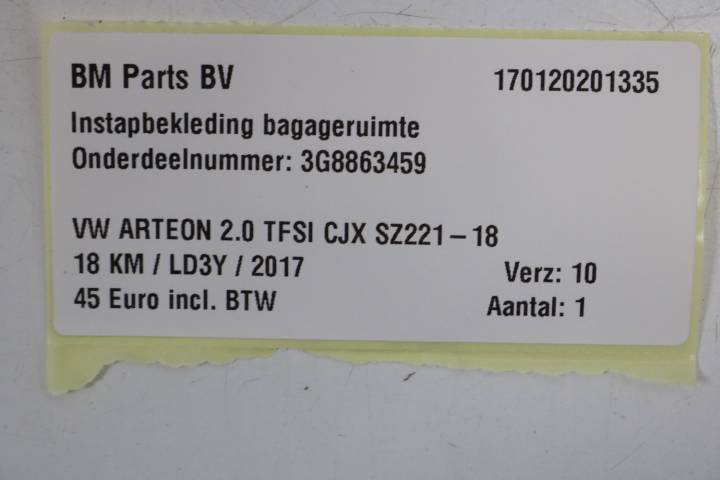 BM Parts BV 170120201335
Instapbekleding bagageruimte
Onderdeelnummer: 3G8863459
VW ARTEON 2.0 TFSI CJX SZ221-18
18 KM / LD3Y / 2017 Verz: 10
45 Euro incl. BTW Aantal: 1